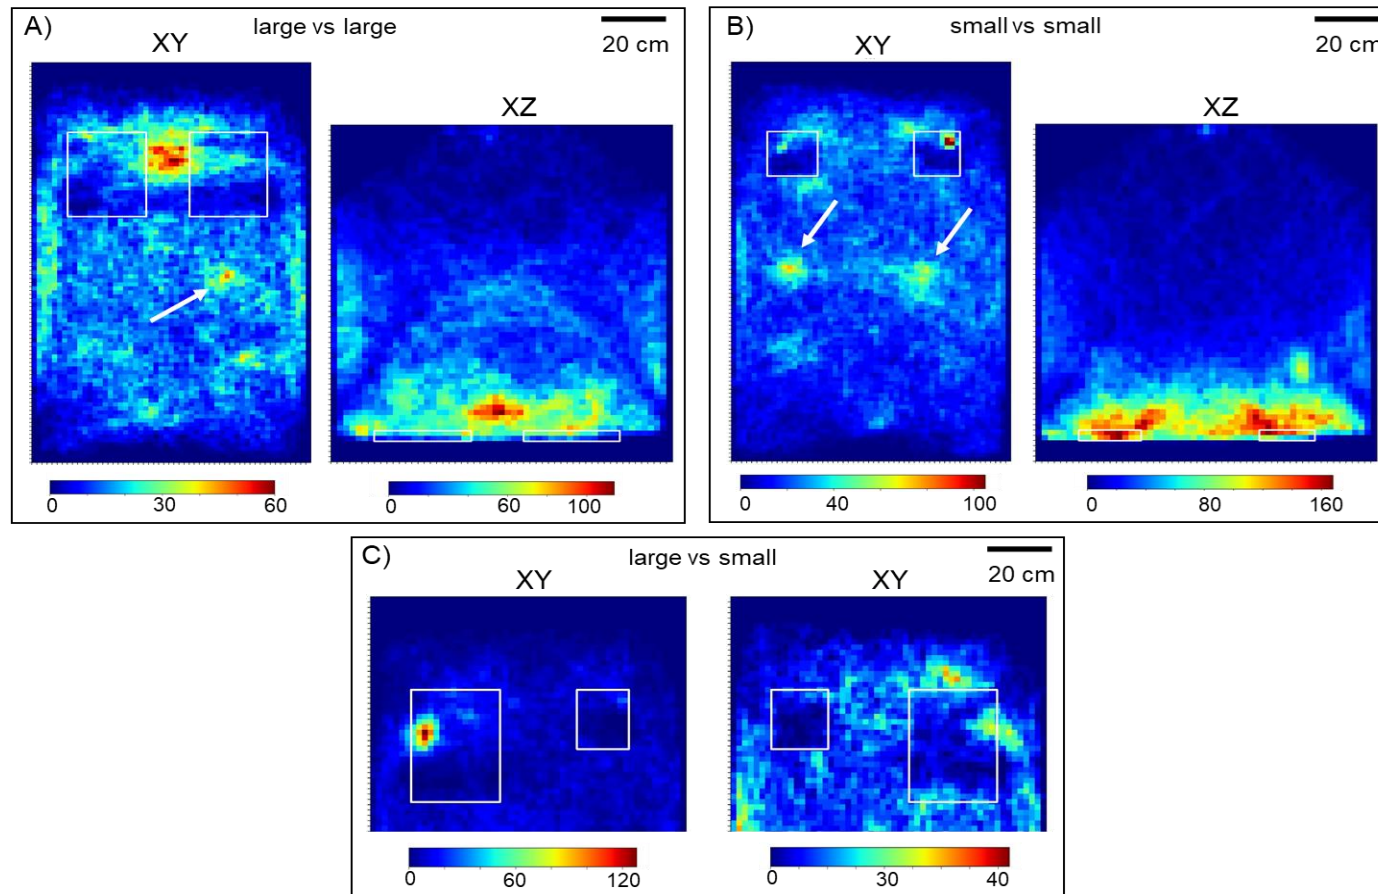 A) large vs large 20 cm
XY
XZ
0 30 60
0 60 100
B) small vs small 20 cm
XY
XZ
0 40 100
0 80 160
C) large vs small 20 cm
XY XY
0 60 120
0 30 40